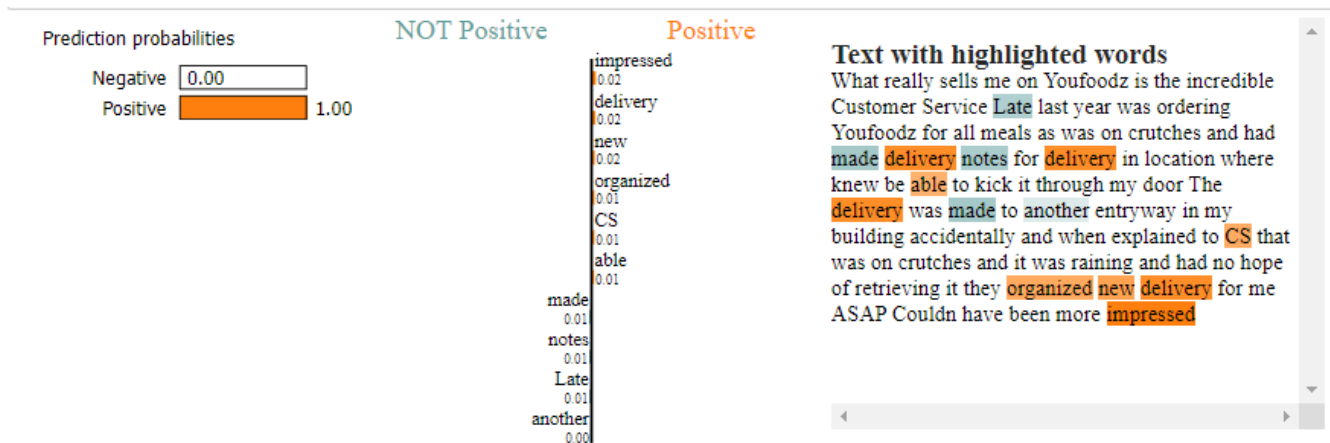 Prediction probabilities
Negative 0.00
Positive 1.00
NOT Positive Positive
impressed
0.02
delivery
0.02
new
0.02
organized
0.01
CS
0.01
able
0.01
made
0.01
notes
0.01
Late
0.01
another
0.00
Text with highlighted words
What really sells me on Youfoodz is the incredible
Customer Service Late last year was ordering
Youfoodz for all meals as was on crutches and had
made delivery notes for delivery in location where
knew be able to kick it through my door The
delivery was made to another entryway in my
building accidentally and when explained to CS that
was on crutches and it was raining and had no hope
of retrieving it they organized new delivery for me
ASAP Couldn have been more impressed